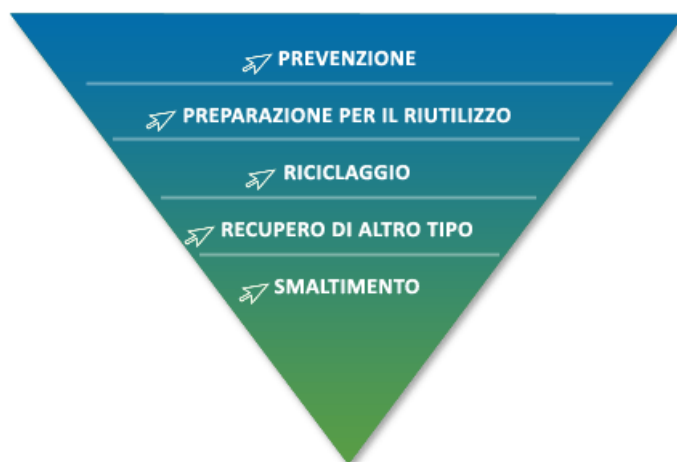 PREVENZIONE
PREPARAZIONE PER IL RIUTILIZZO
RICICLAGGIO
RECUPERO DI ALTRO TIPO
SMALTIMENTO